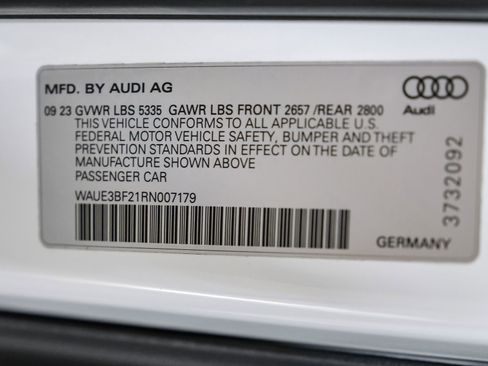 MFD. BY AUDI AG
09 23 GVWR LBS 5335 GAWR LBS FRONT 2657 /REAR 2800
THIS VEHICLE CONFORMS TO ALL APPLICABLE U.S.
FEDERAL MOTOR VEHICLE SAFETY, BUMPER AND THEFT
PREVENTION STANDARDS IN EFFECT ON THE DATE OF
MANUFACTURE SHOWN ABOVE
PASSENGER CAR
WAUE3BF21RN007179
Audi
3732092
GERMANY